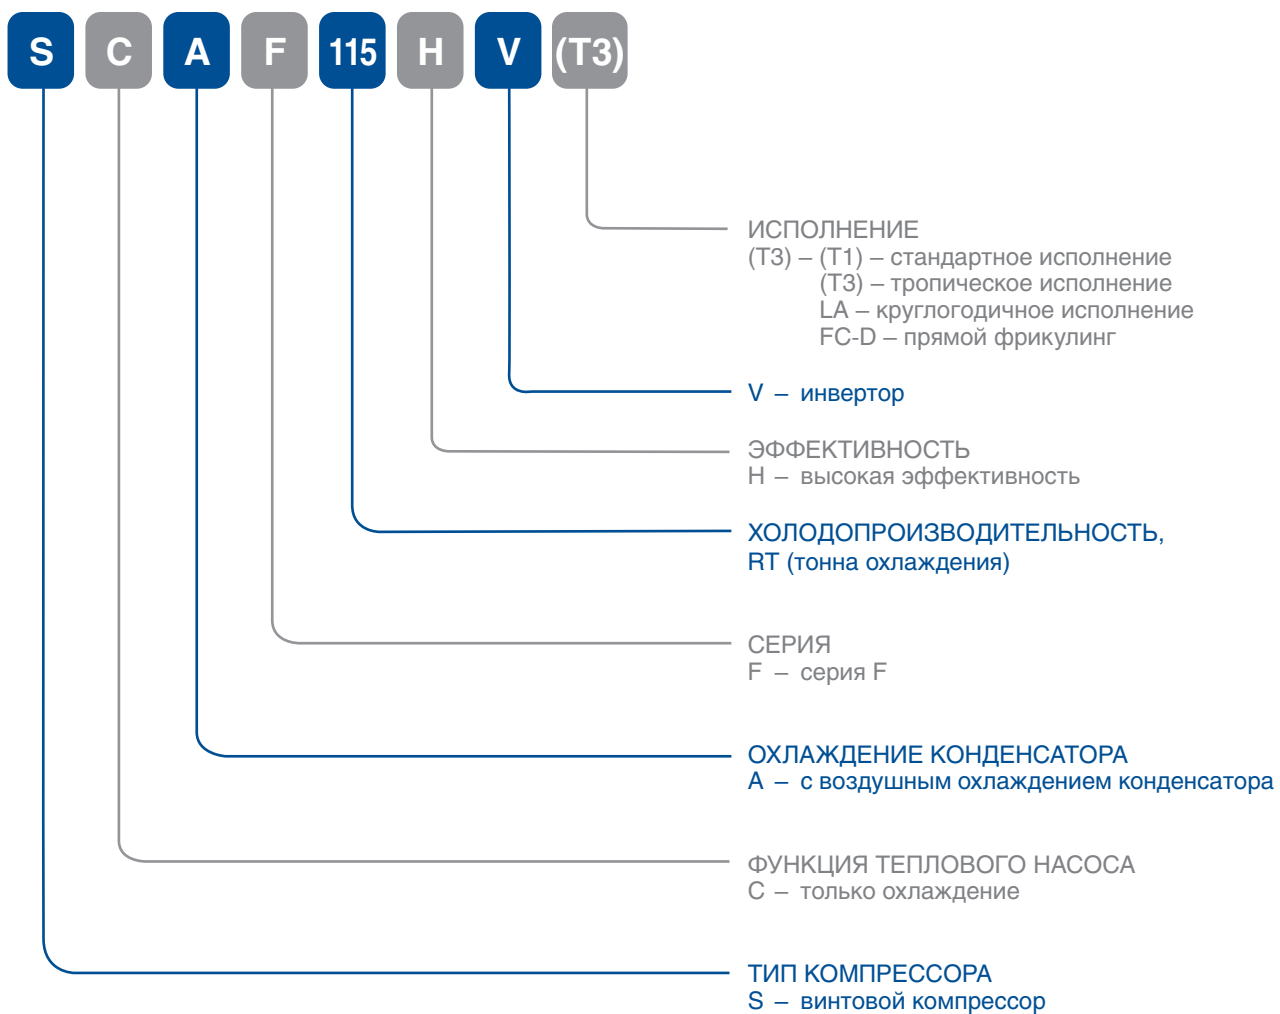 S C A F 115 H V (T3)
ИСПОЛНЕНИЕ
(T3) – (T1) – стандартное исполнение
(T3) – тропическое исполнение
LA – круглогодичное исполнение
FC-D – прямой фрикулинг
V – инвертор
ЭФФЕКТИВНОСТЬ
H – высокая эффективность
ХОЛОДОПРОИЗВОДИТЕЛЬНОСТЬ,
RT (тонна охлаждения)
СЕРИЯ
F – серия F
ОХЛАЖДЕНИЕ КОНДЕНСАТОРА
A – с воздушным охлаждением конденсатора
ФУНКЦИЯ ТЕПЛОВОГО НАСОСА
C – только охлаждение
ТИП КОМПРЕССОРА
S – винтовой компрессор